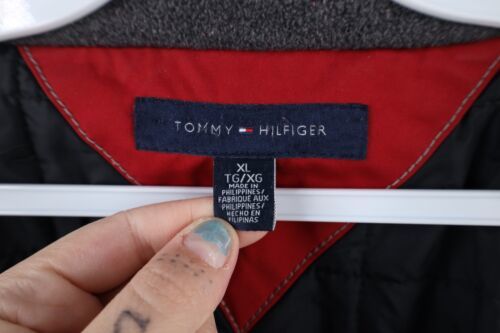 TOMMY HILFIGER
XL
TG/XG
MADE IN
PHILIPPINES/
FABRIQUÉ AUX
PHILIPPINES/
HECHO EN
FILIPINAS